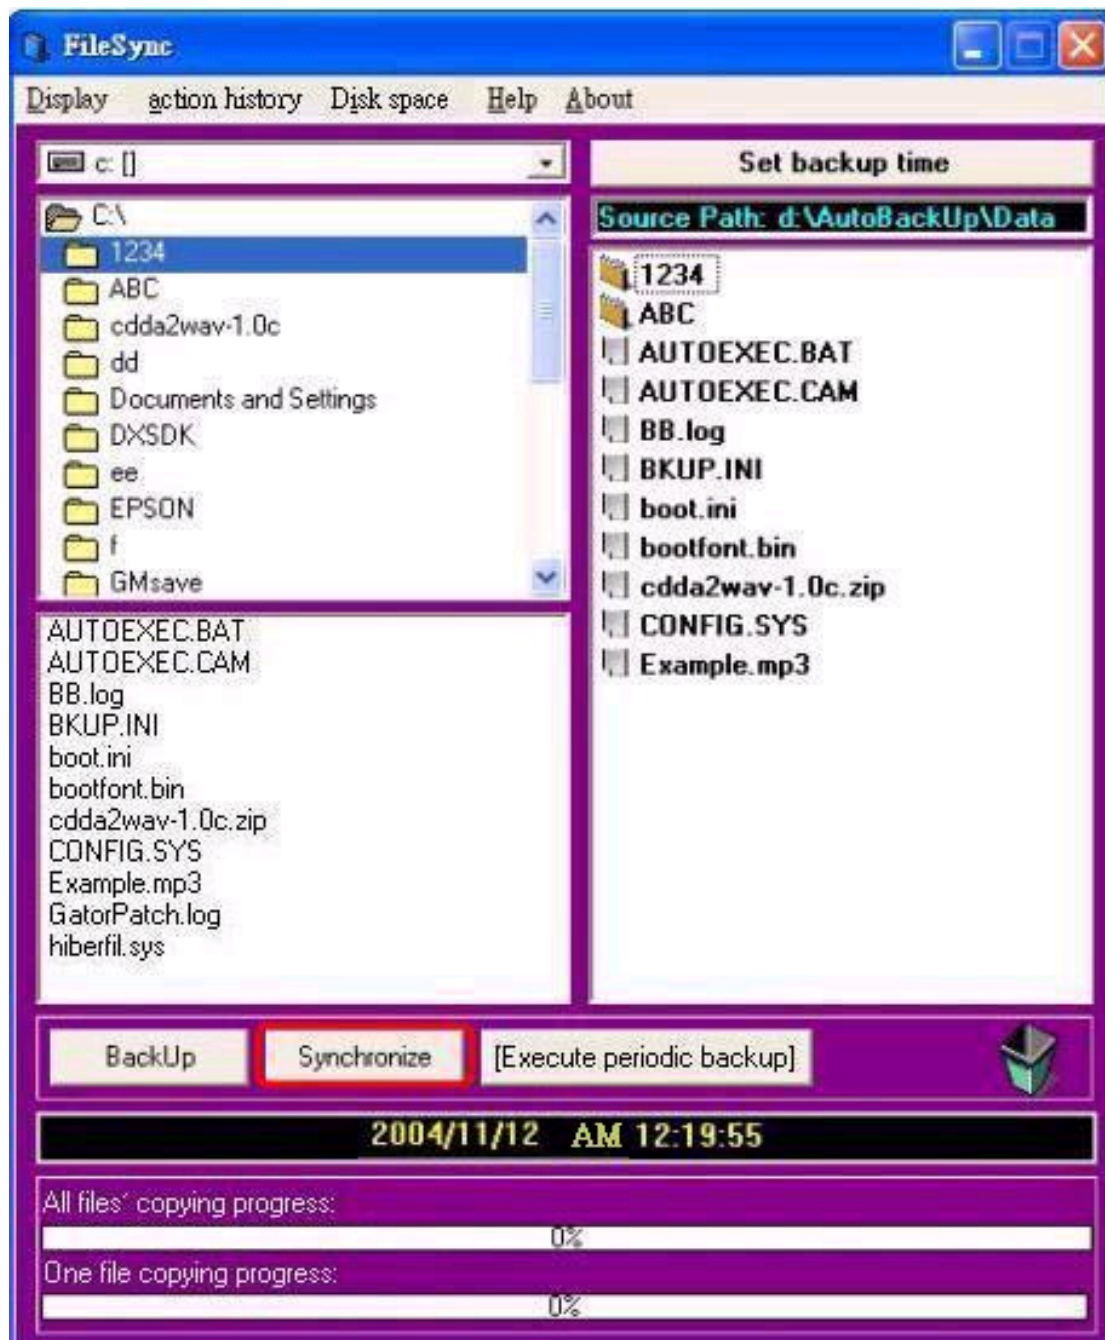 FileSync
Display action history Disk space Help About
c: []
Set backup time
C:\
1234
ABC
cdda2wav-1.0c
dd
Documents and Settings
DXSDK
ee
EPSON
f
GMsave
Source Path: d:\AutoBackUp\Data
1234
ABC
AUTOEXEC.BAT
AUTOEXEC.CAM
BB.log
BKUP.INI
boot.ini
bootfont.bin
cdda2wav-1.0c.zip
CONFIG.SYS
Example.mp3
AUTOEXEC.BAT
AUTOEXEC.CAM
BB.log
BKUP.INI
boot.ini
bootfont.bin
cdda2wav-1.0c.zip
CONFIG.SYS
Example.mp3
GatorPatch.log
hiberfil.sys
BackUp Synchronize [Execute periodic backup]
2004/11/12 AM 12:19:55
All files' copying progress:
0%
One file copying progress:
0%